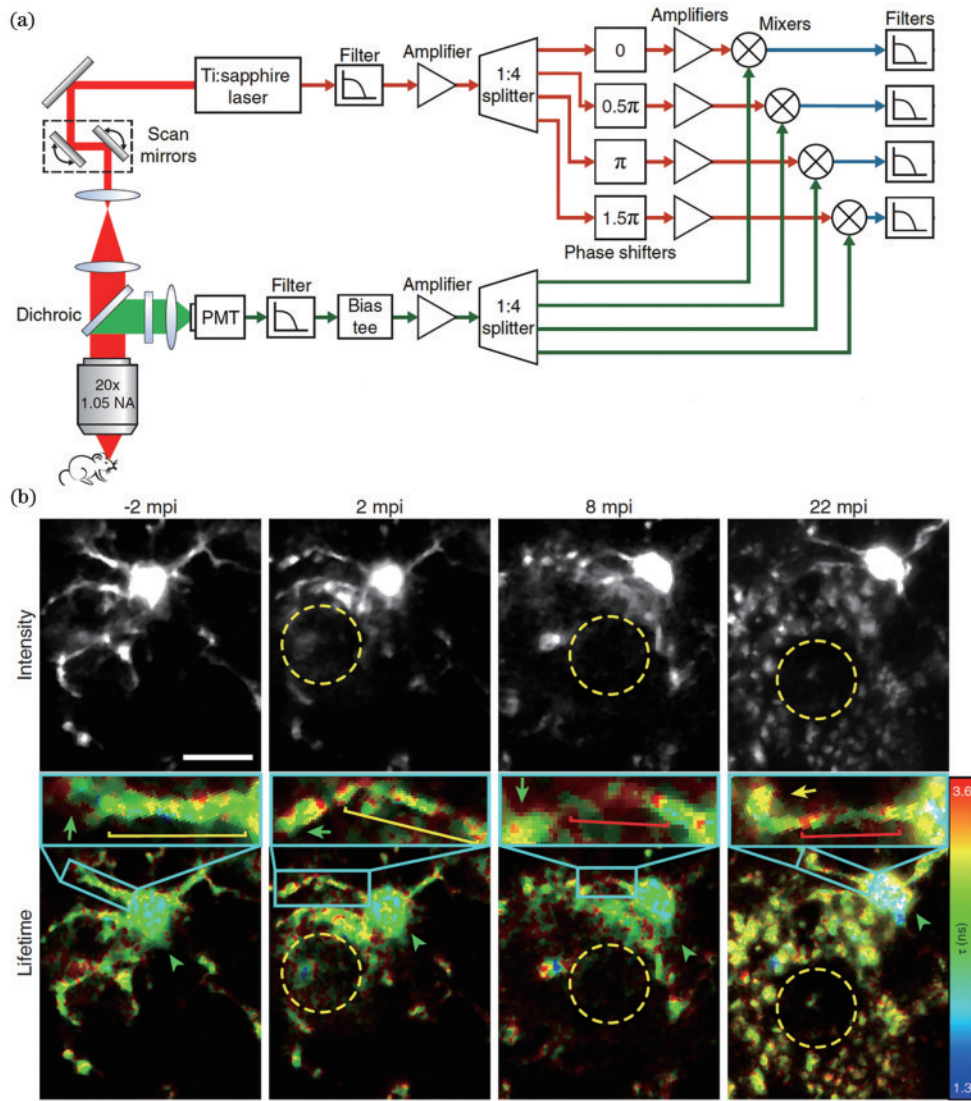 (a)
Ti:sapphire
laser
Filter
Amplifier
1:4
splitter
0
0.5π
π
1.5π
Phase shifters
Amplifiers
Mixers
Filters
Scan
mirrors
Dichroic
PMT
Filter
Bias
tee
Amplifier
1:4
splitter
20x
1.05 NA
(b)
-2 mpi
2 mpi
8 mpi
22 mpi
Intensity
Lifetime
3.6
τ (ns)
1.3